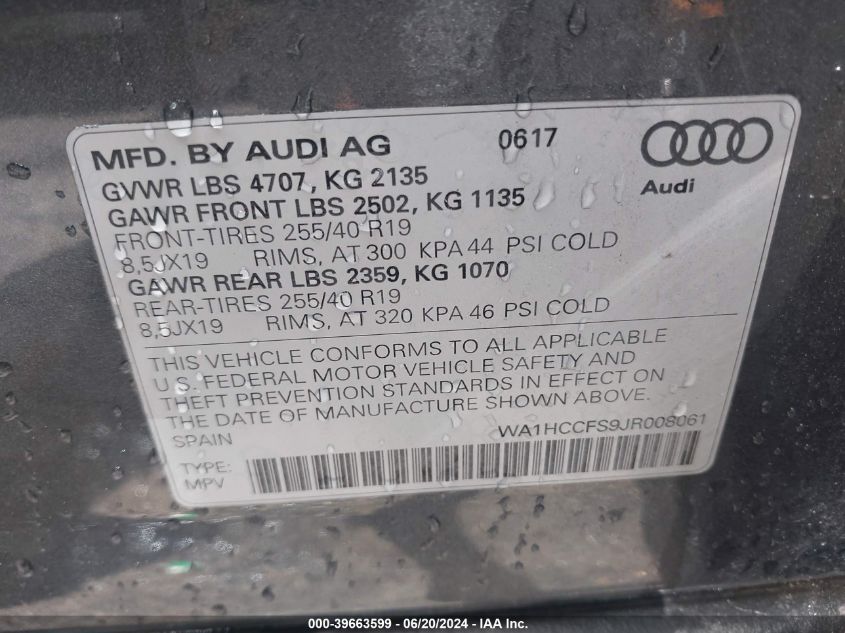 MFD. BY AUDI AG 0617
GVWR LBS 4707, KG 2135
GAWR FRONT LBS 2502, KG 1135
FRONT-TIRES 255/40 R19
8,5JX19 RIMS, AT 300 KPA 44 PSI COLD
GAWR REAR LBS 2359, KG 1070
REAR-TIRES 255/40 R19
8,5JX19 RIMS, AT 320 KPA 46 PSI COLD
Audi
THIS VEHICLE CONFORMS TO ALL APPLICABLE
U.S. FEDERAL MOTOR VEHICLE SAFETY AND
THEFT PREVENTION STANDARDS IN EFFECT ON
THE DATE OF MANUFACTURE SHOWN ABOVE.
SPAIN WA1HCCFS9JR008061
TYPE:
MPV
000-39663599 - 06/20/2024 - IAA Inc.